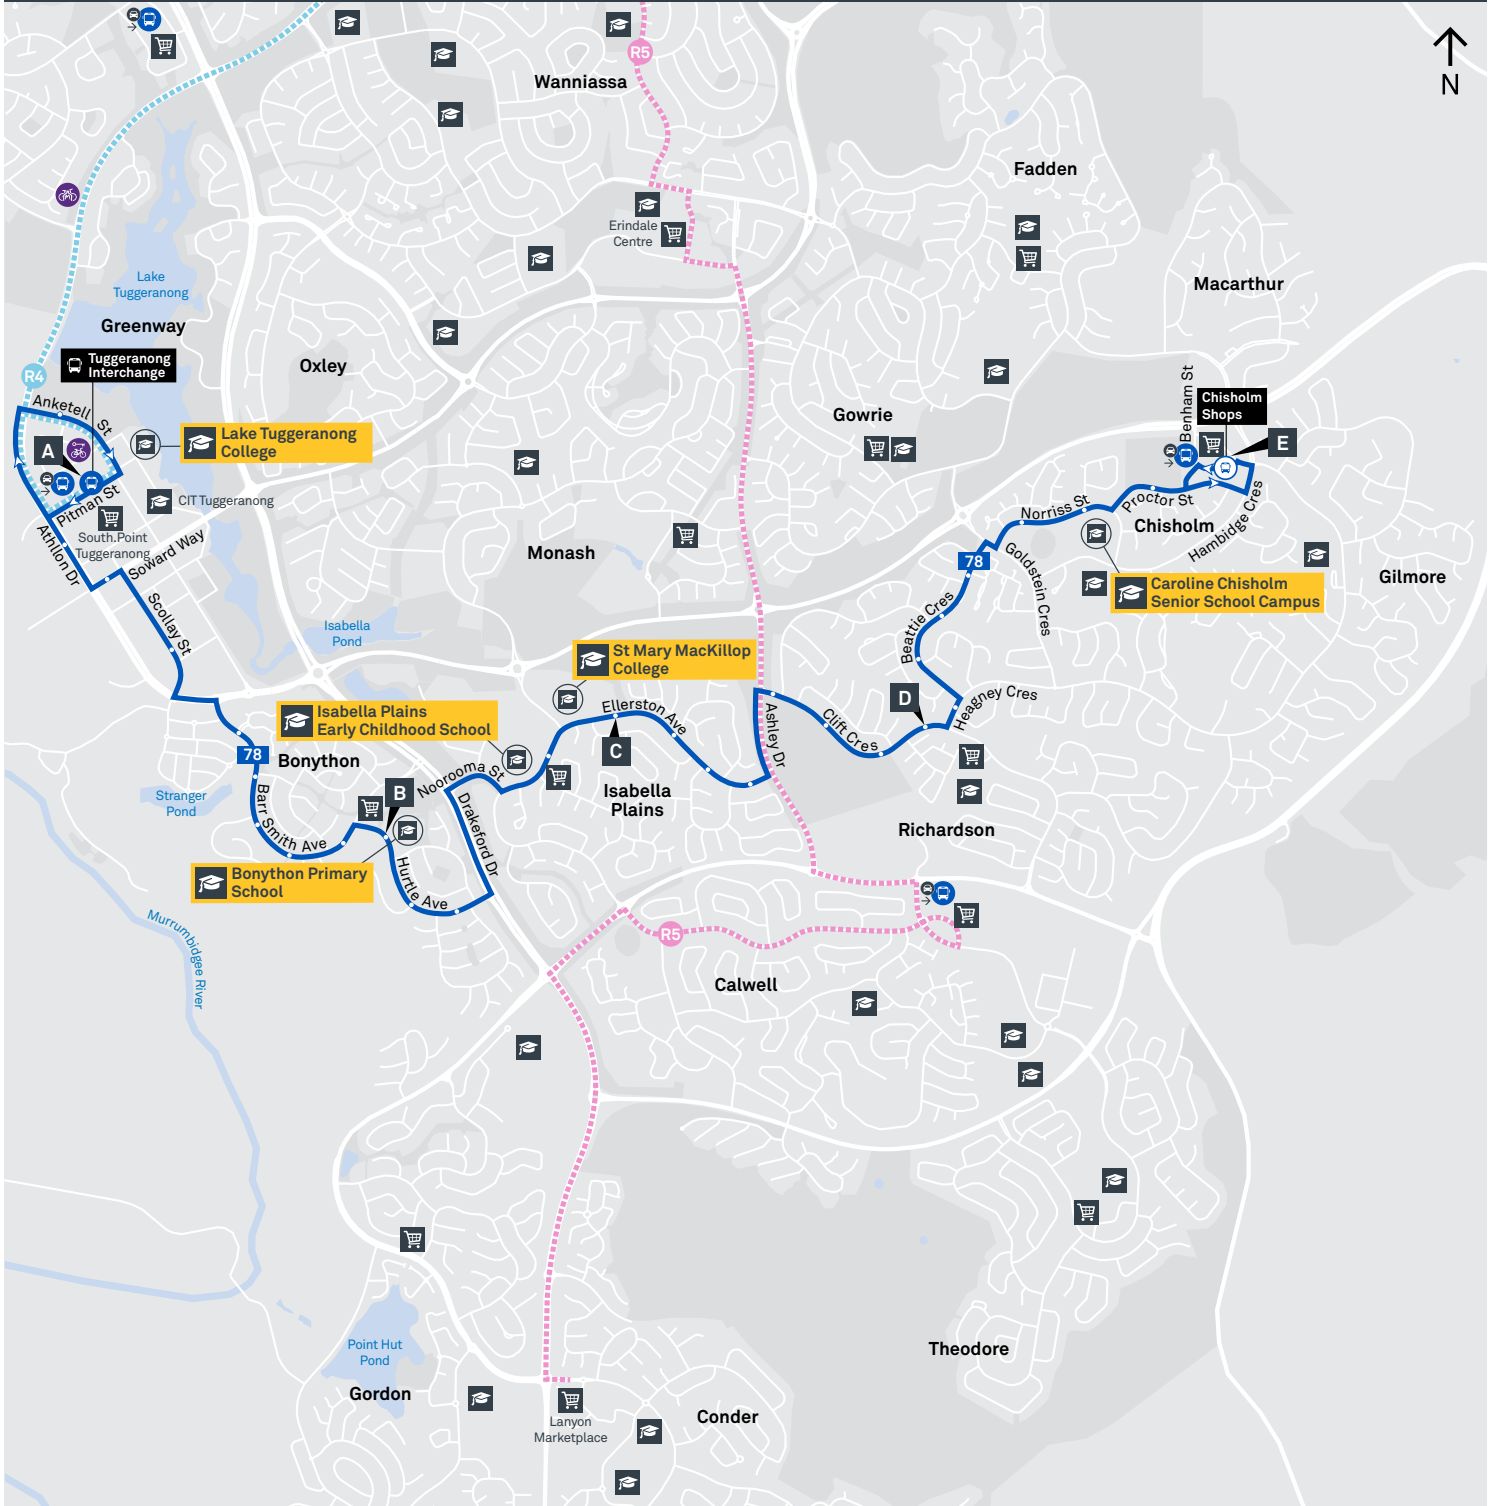 R5
Wanniassa
N
Fadden
Erindale
Centre
Macarthur
Lake
Tuggeranong
Greenway
Tuggeranong
Interchange
Oxley
R4
Anketell St
Lake Tuggeranong
College
A
Pitman St
CIT Tuggeranong
South.Point
Tuggeranong
Athllon Dr
Soward Way
Scollay St
Gowrie
Benham St
Chisholm
Shops
E
Norriss St
Proctor St
Chisholm
Hambidge Cres
Monash
78
Goldstein Cres
Caroline Chisholm
Senior School Campus
Gilmore
Beattie Cres
Isabella
Pond
St Mary MacKillop
College
D
Heagney Cres
Isabella Plains
Early Childhood School
Ellerston Ave
C
Ashley Dr
Clift Cres
78
Bonython
Noorooma St
B
Isabella
Plains
Stranger
Pond
Barr Smith Ave
Drakeford Dr
Richardson
Bonython Primary
School
Hurtle Ave
Murrumbidgee River
R5
Calwell
Point Hut
Pond
Gordon
Theodore
Lanyon
Marketplace
Conder